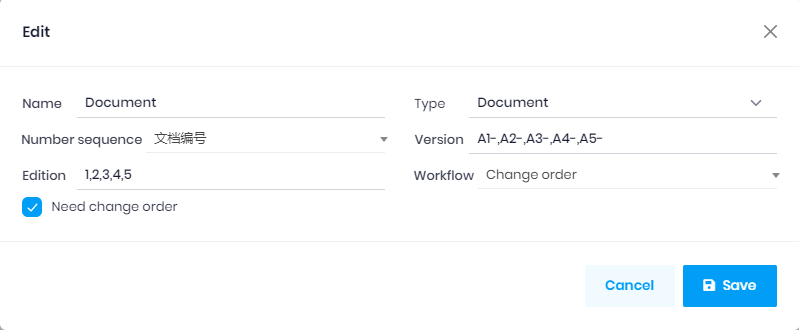 Edit
Name Document Type Document
Number sequence 文档编号 Version A1-,A2-,A3-,A4-,A5-
Edition 1,2,3,4,5 Workflow Change order
Need change order
Cancel Save